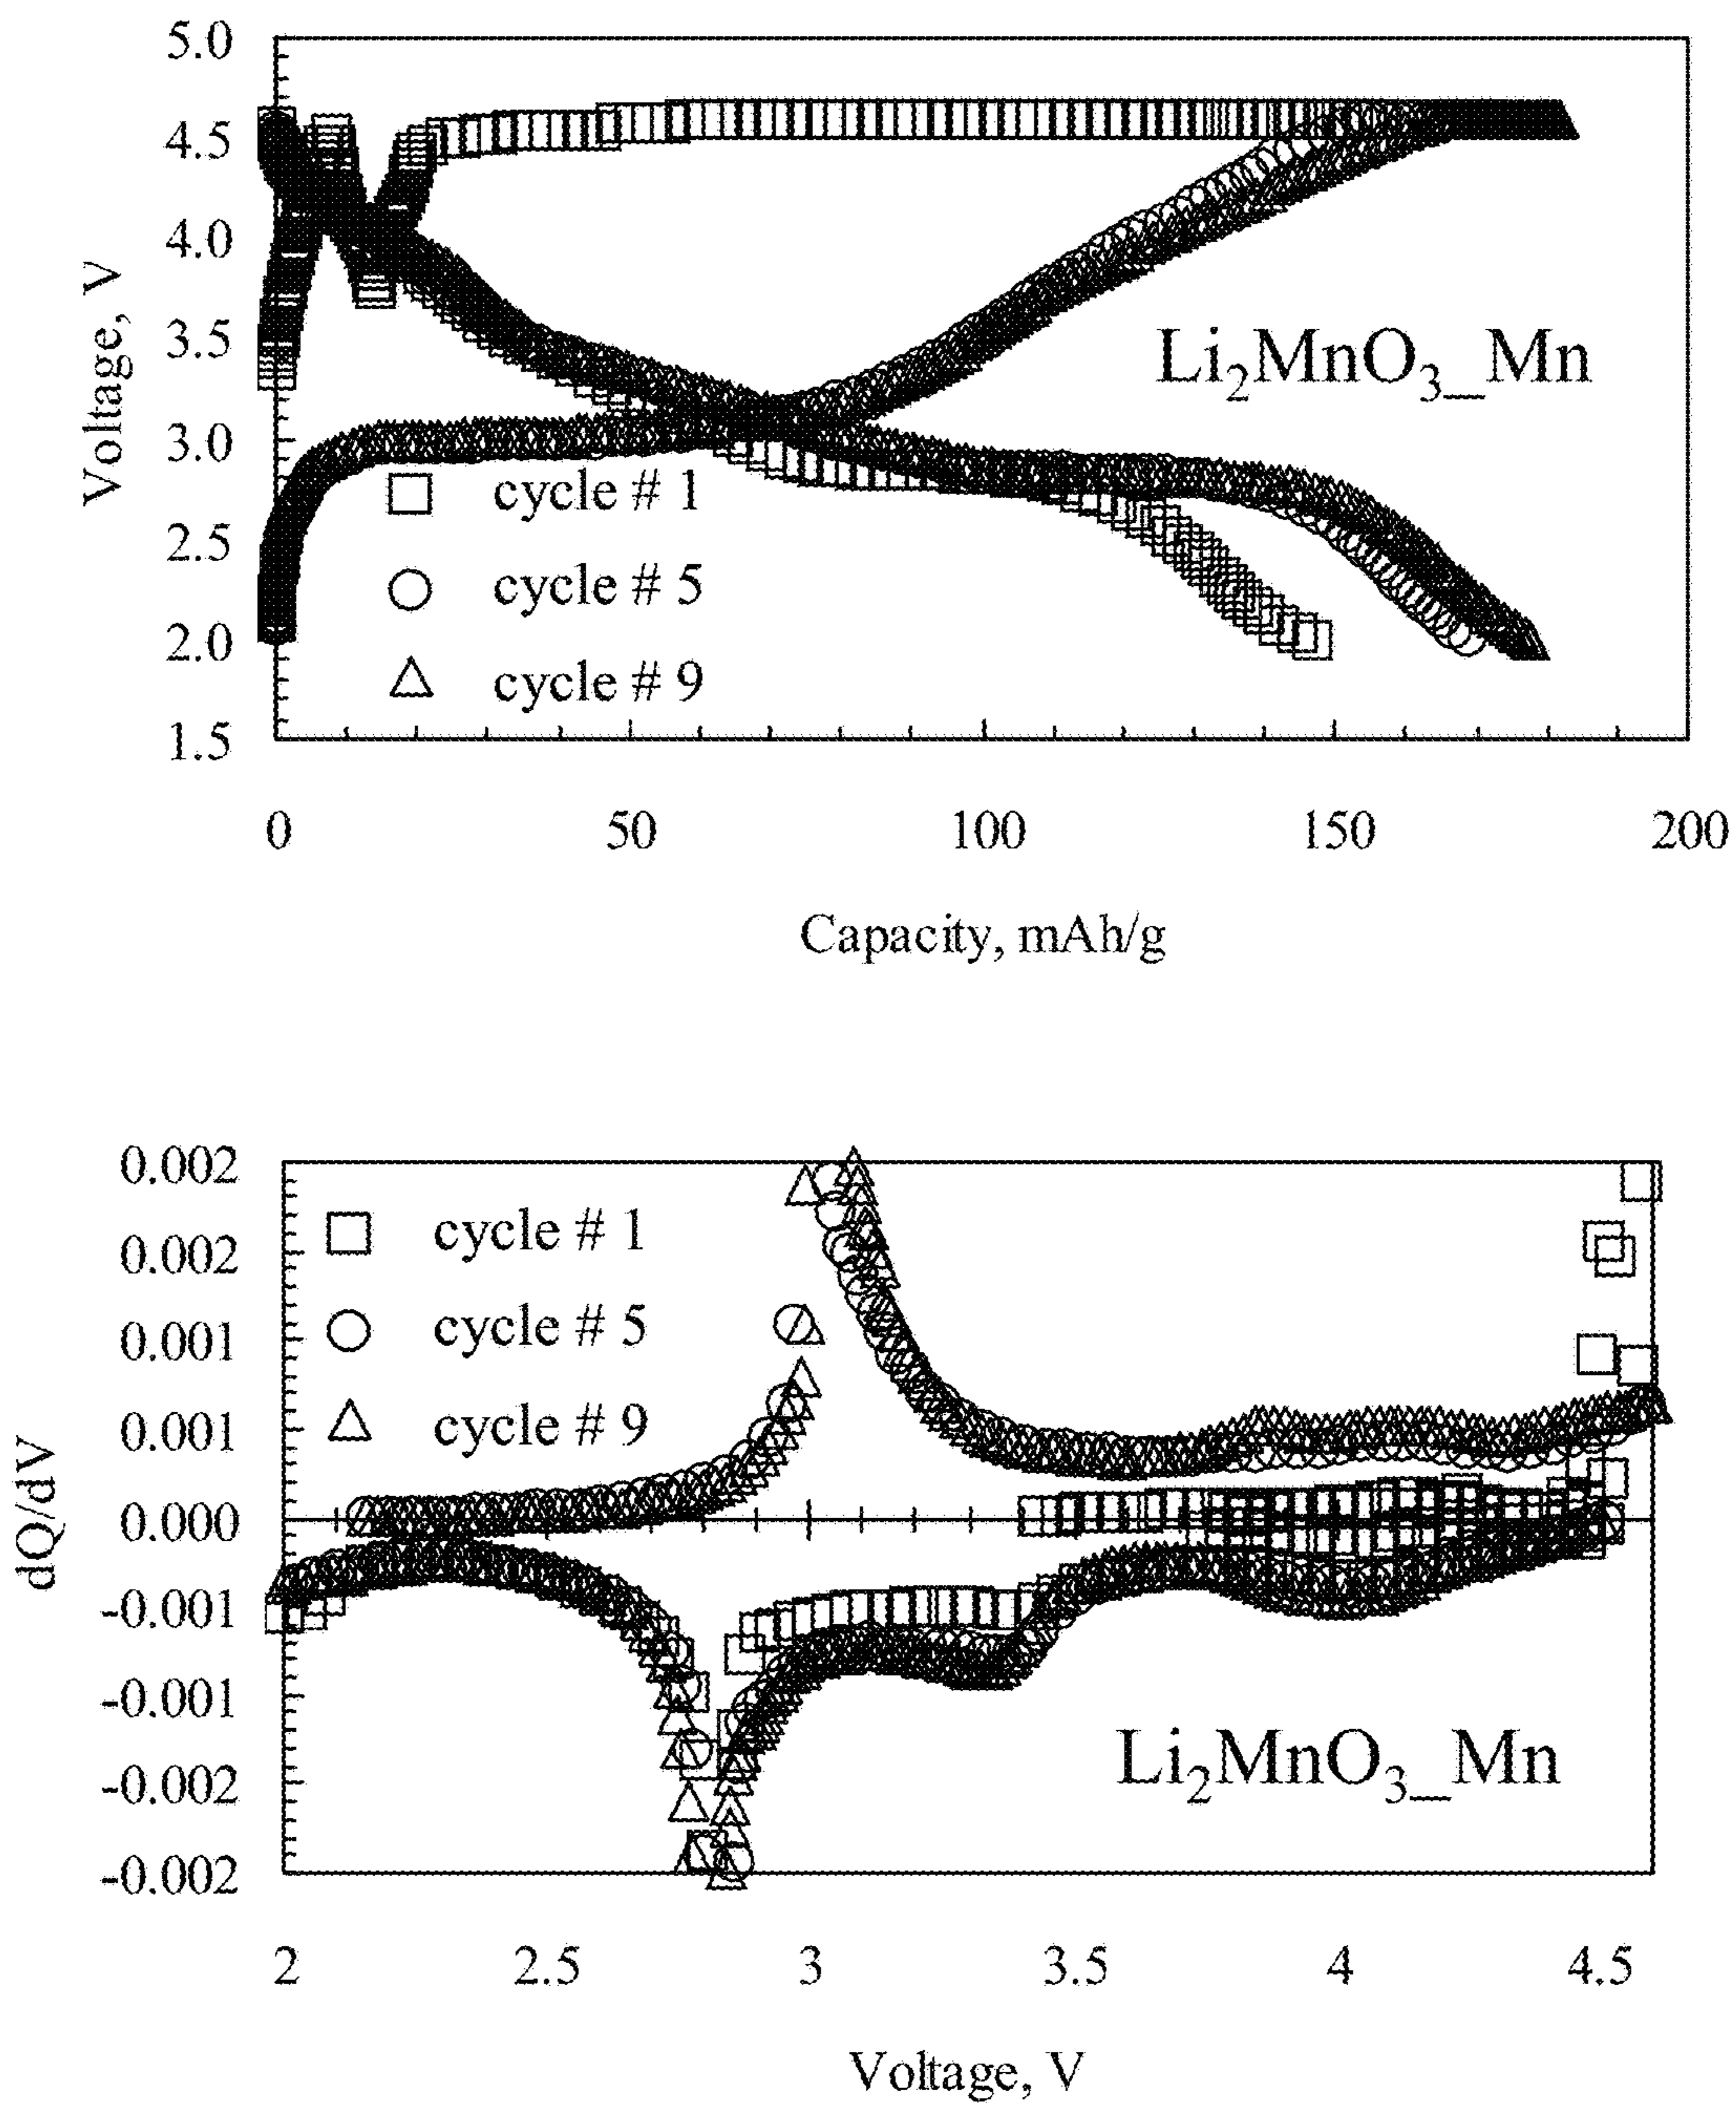 5.0
4.5
4.0
3.5
3.0
2.5
2.0
1.5
Voltage, V
Li₂MnO₃_Mn
cycle # 1
cycle # 5
cycle # 9
0 50 100 150 200
Capacity, mAh/g
0.002
0.002
0.001
0.001
0.000
-0.001
-0.001
-0.002
-0.002
dQ/dV
cycle # 1
cycle # 5
cycle # 9
Li₂MnO₃_Mn
2 2.5 3 3.5 4 4.5
Voltage, V